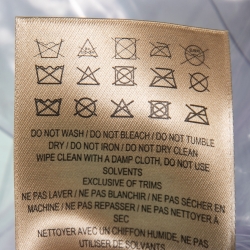 DO NOT WASH / DO NOT BLEACH / DO NOT TUMBLE
DRY / DO NOT IRON / DO NOT DRY CLEAN
WIPE CLEAN WITH A DAMP CLOTH, DO NOT USE
SOLVENTS
EXCLUSIVE OF TRIMS
NE PAS LAVER / NE PAS BLANCHIR / NE PAS SÉCHER EN
MACHINE / NE PAS REPASSER / NE PAS NETTOYER À
SEC
NETTOYER AVEC UN CHIFFON HUMIDE, NE PAS
UTILISER DE SOLVANTS